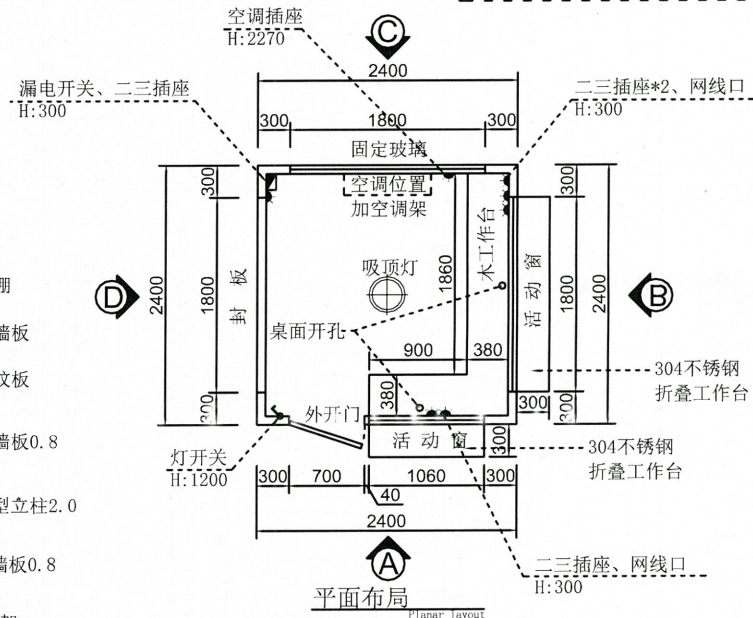 空调插座
H:2270
C
漏电开关、二三插座
H:300
2400
二三插座*2、网线口
H:300
300
1800
300
固定玻璃
空调位置
加空调架
300
1800
300
2400
封板
D
吸顶灯
1860
木工作台
活动窗
300
1800
300
2400
B
棚
墙板
纹板
墙板0.8
型立柱2.0
墙板0.8
架
桌面开孔
900
380
380
304不锈钢
折叠工作台
300
外开门
活动窗
300
304不锈钢
折叠工作台
灯开关
H:1200
300
700
40
1060
300
2400
A
二三插座、网线口
H:300
平面布局
Planar layout